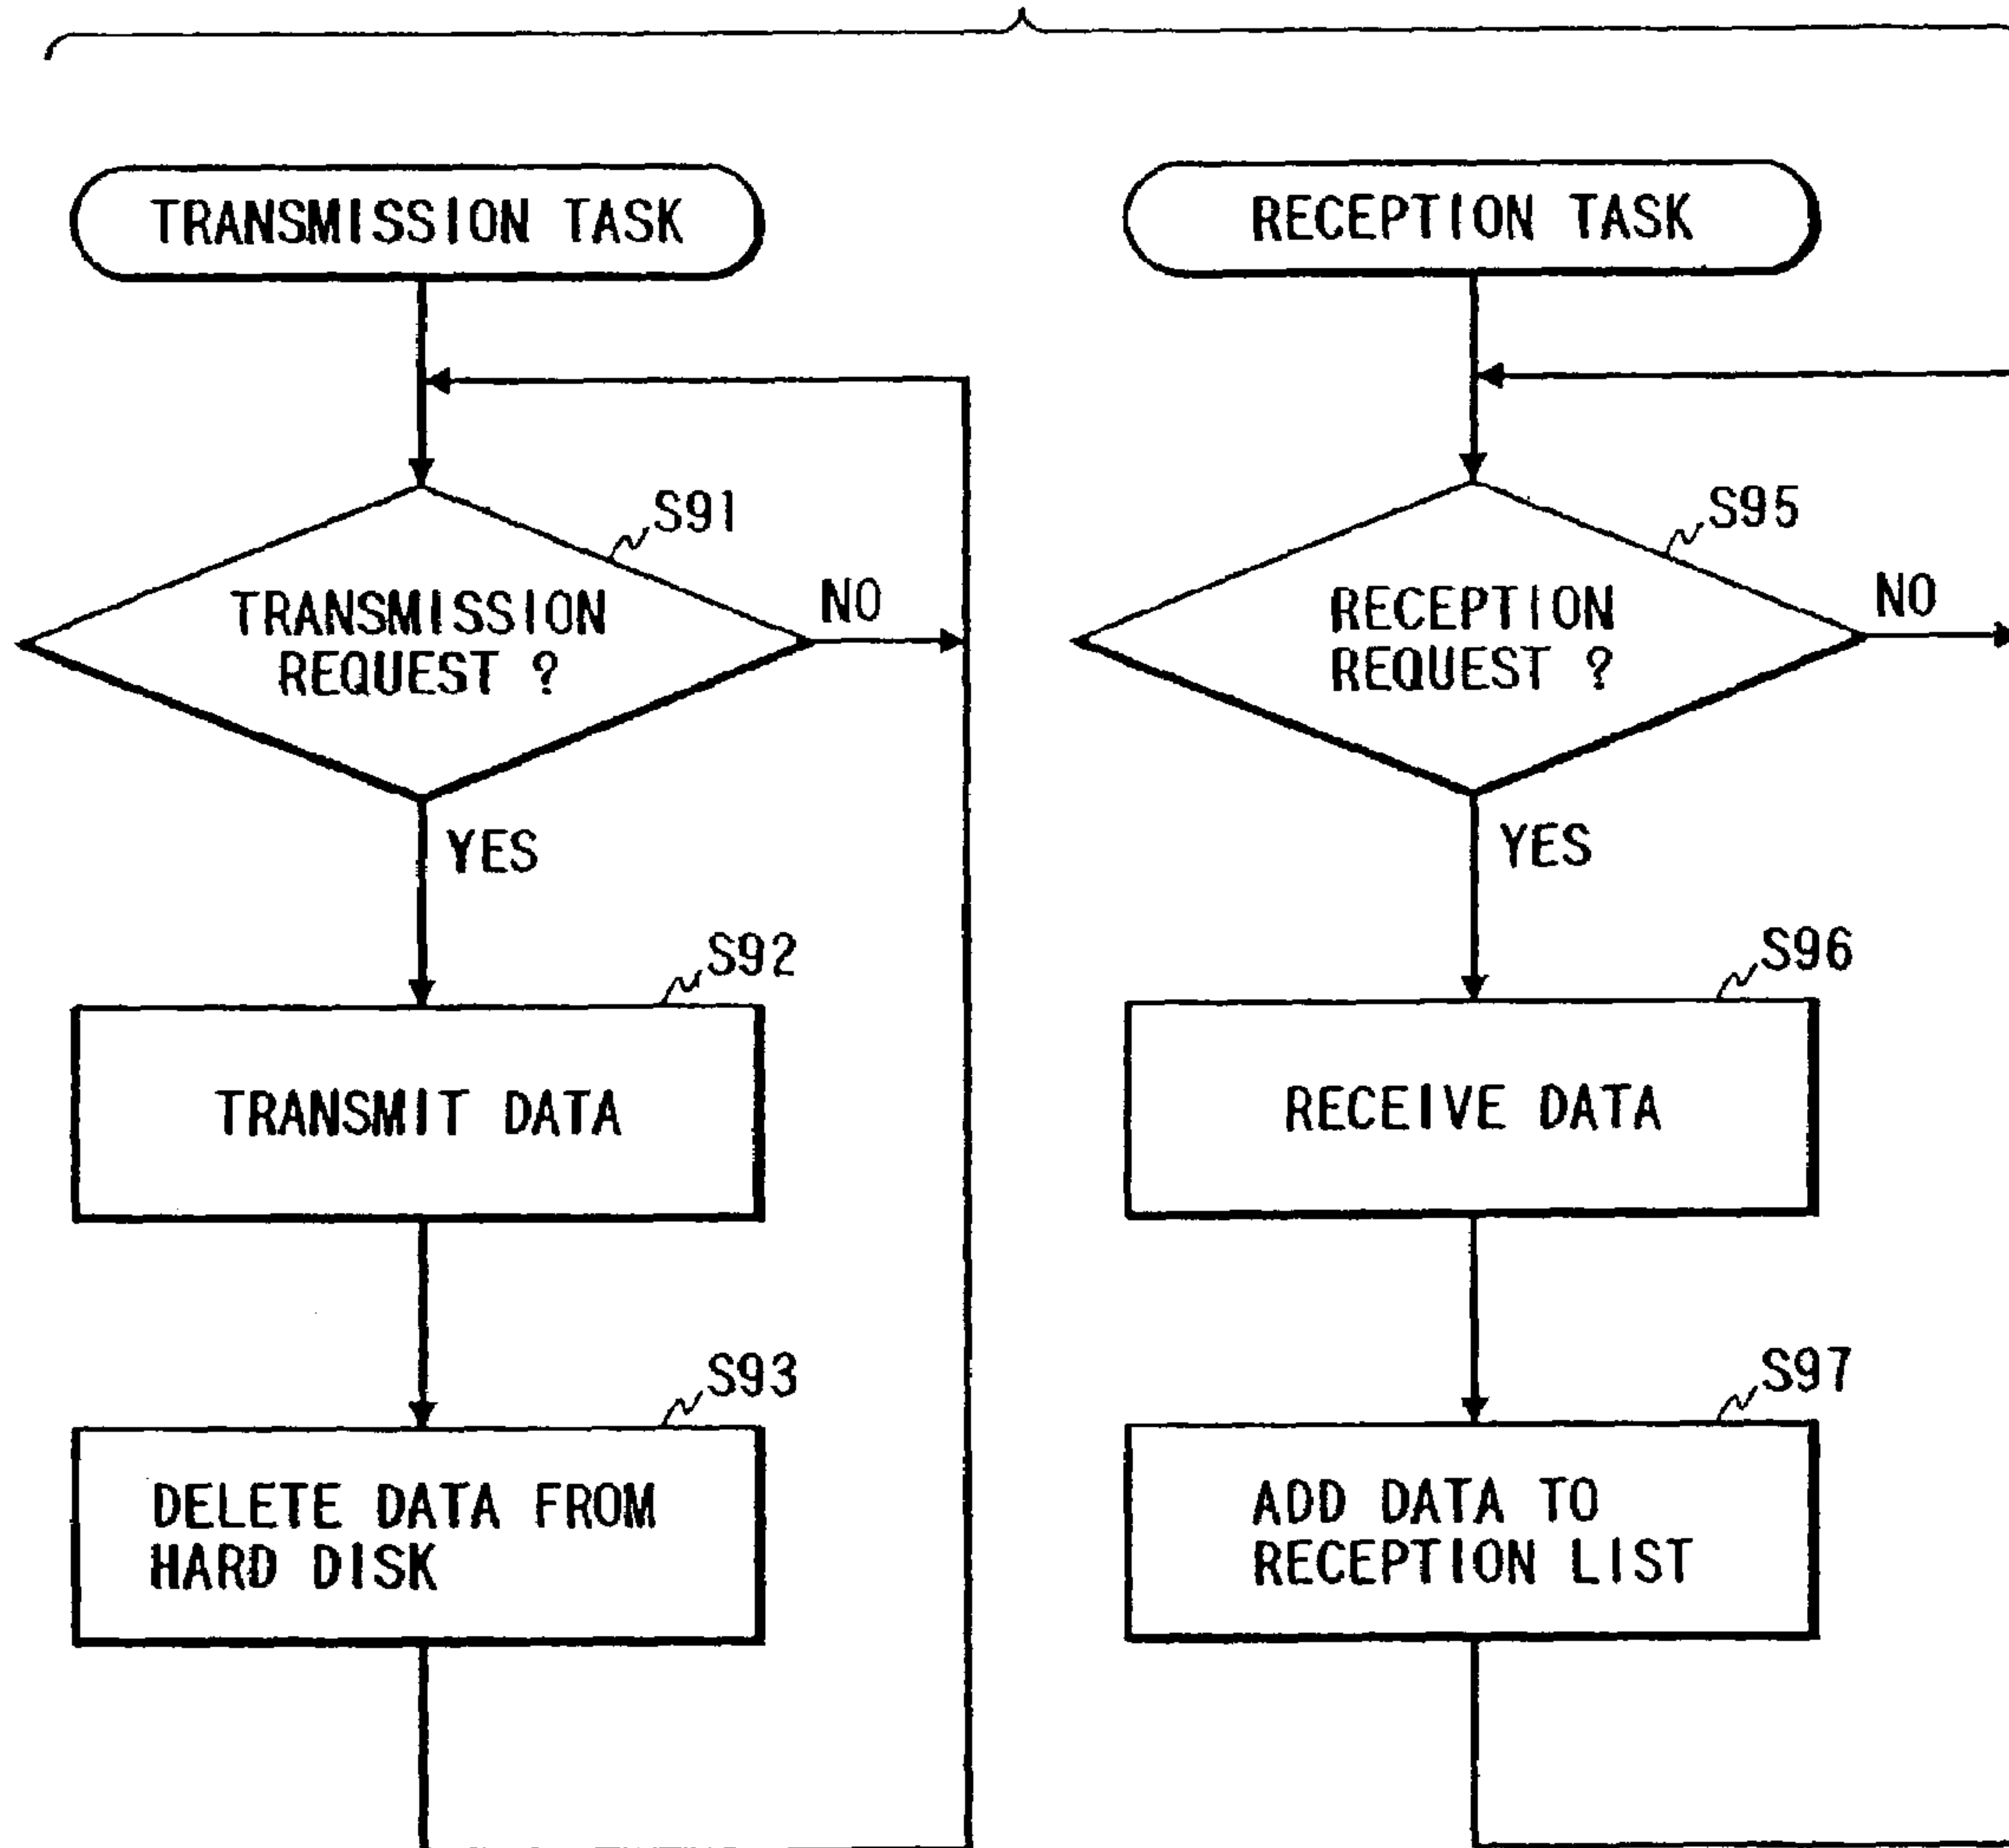 TRANSMISSION TASK
S91
TRANSMISSION
REQUEST ?
NO
YES
S92
TRANSMIT DATA
S93
DELETE DATA FROM
HARD DISK
RECEPTION TASK
S95
RECEPTION
REQUEST ?
NO
YES
S96
RECEIVE DATA
S97
ADD DATA TO
RECEPTION LIST